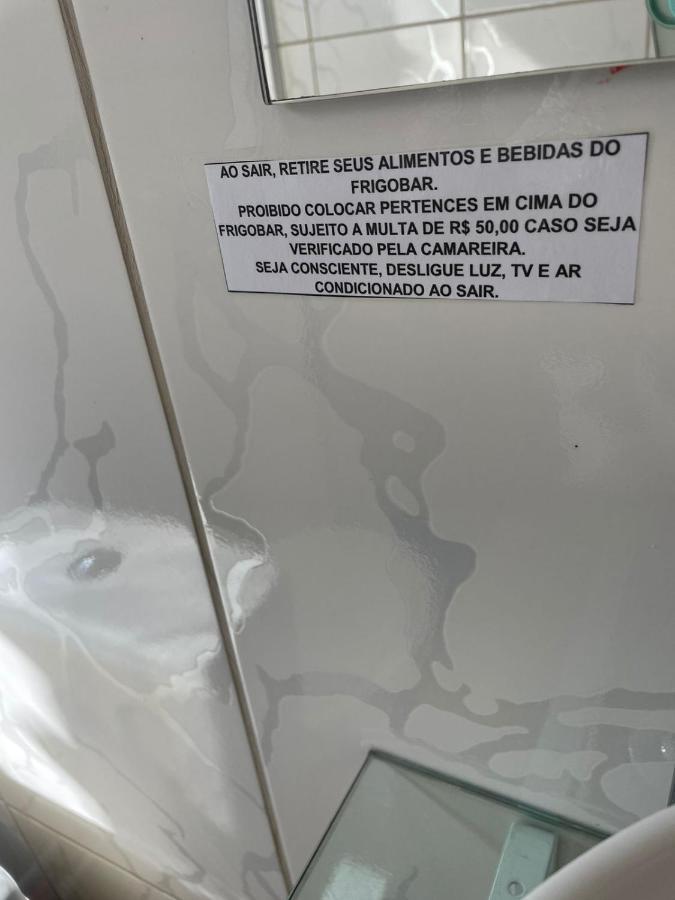 AO SAIR, RETIRE SEUS ALIMENTOS E BEBIDAS DO
FRIGOBAR.
PROIBIDO COLOCAR PERTENCES EM CIMA DO
FRIGOBAR, SUJEITO A MULTA DE R$ 50,00 CASO SEJA
VERIFICADO PELA CAMAREIRA.
SEJA CONSCIENTE, DESLIGUE LUZ, TV E AR
CONDICIONADO AO SAIR.